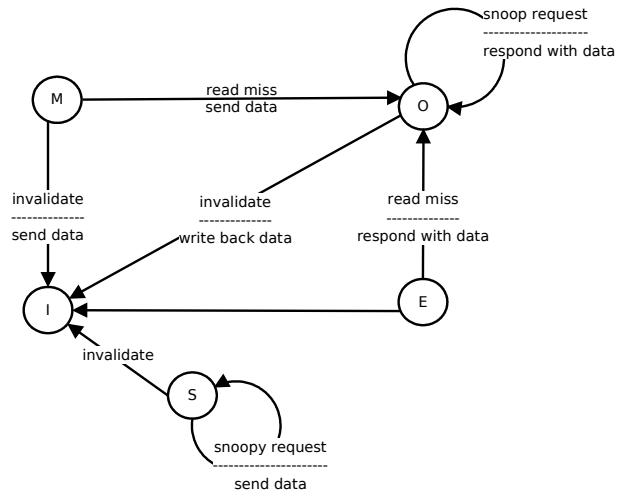 snoop request
--------------------
respond with data
M
read miss
send data
O
invalidate
--------------
send data
invalidate
--------------
write back data
read miss
--------------
respond with data
I
E
invalidate
S
snoopy request
----------------------
send data